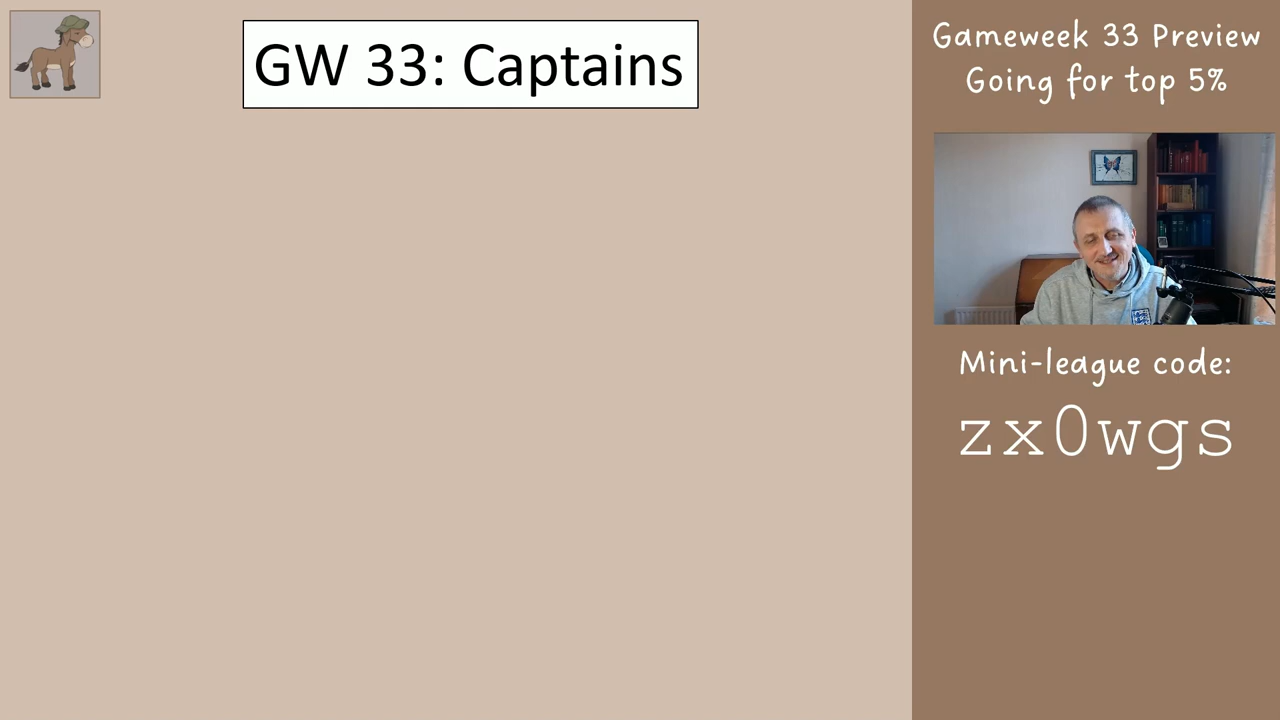 GW 33: Captains
Gameweek 33 Preview
Going for top 5%
Mini-league code:
zx0wgs